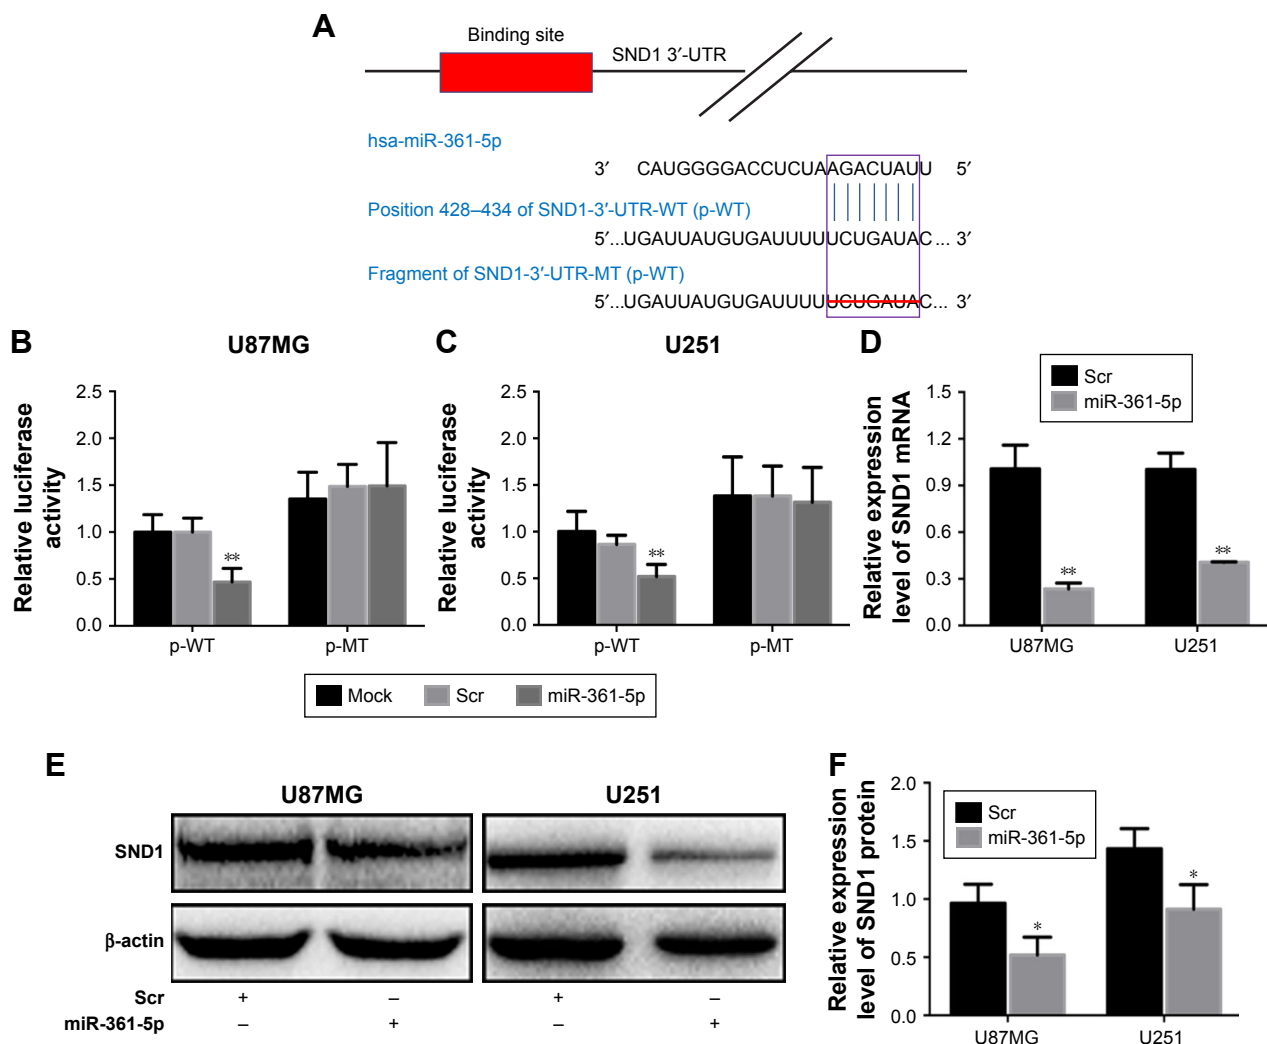 A
Binding site
SND1 3′-UTR
hsa-miR-361-5p
3′ CAUGGGGACCUCUAAGACUAUU 5′
Position 428–434 of SND1-3′-UTR-WT (p-WT)
5′...UGAUUAUGUGAUUUUUCUGAUAC... 3′
Fragment of SND1-3′-UTR-MT (p-WT)
5′...UGAUUAUGUGAUUUUUCUGAUAC... 3′
B
U87MG
Relative luciferase
activity
2.5
2.0
1.5
1.0
0.5
0.0
**
p-WT
p-MT
C
U251
Relative luciferase
activity
2.5
2.0
1.5
1.0
0.5
0.0
**
p-WT
p-MT
Mock
Scr
miR-361-5p
D
Scr
miR-361-5p
Relative expression
level of SND1 mRNA
1.5
1.2
0.9
0.6
0.3
0.0
**
**
U87MG
U251
E
U87MG
U251
SND1
β-actin
Scr + – + –
miR-361-5p – + – +
F
Scr
miR-361-5p
Relative expression
level of SND1 protein
2.0
1.5
1.0
0.5
0.0
*
*
U87MG
U251